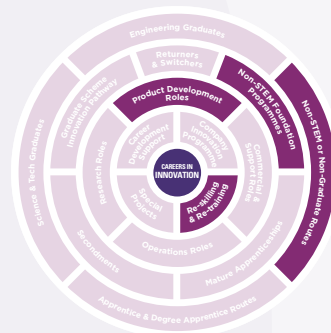 Engineering Graduates
Returners
& Switchers
Graduate Scheme
Innovation Pathway
Non-STEM Foundation
Programmes
Non-STEM or Non-Graduate Routes
Product Development
Roles
Career
Development
Support
Company
Innovation
Programmes
Science & Tech Graduates
Research Roles
CAREERS IN
INNOVATION
Commercial &
Support Roles
Special
Projects
Re-skilling
& Re-training
Operations Roles
Secondments
Mature Apprenticeships
Apprentice & Degree Apprentice Routes